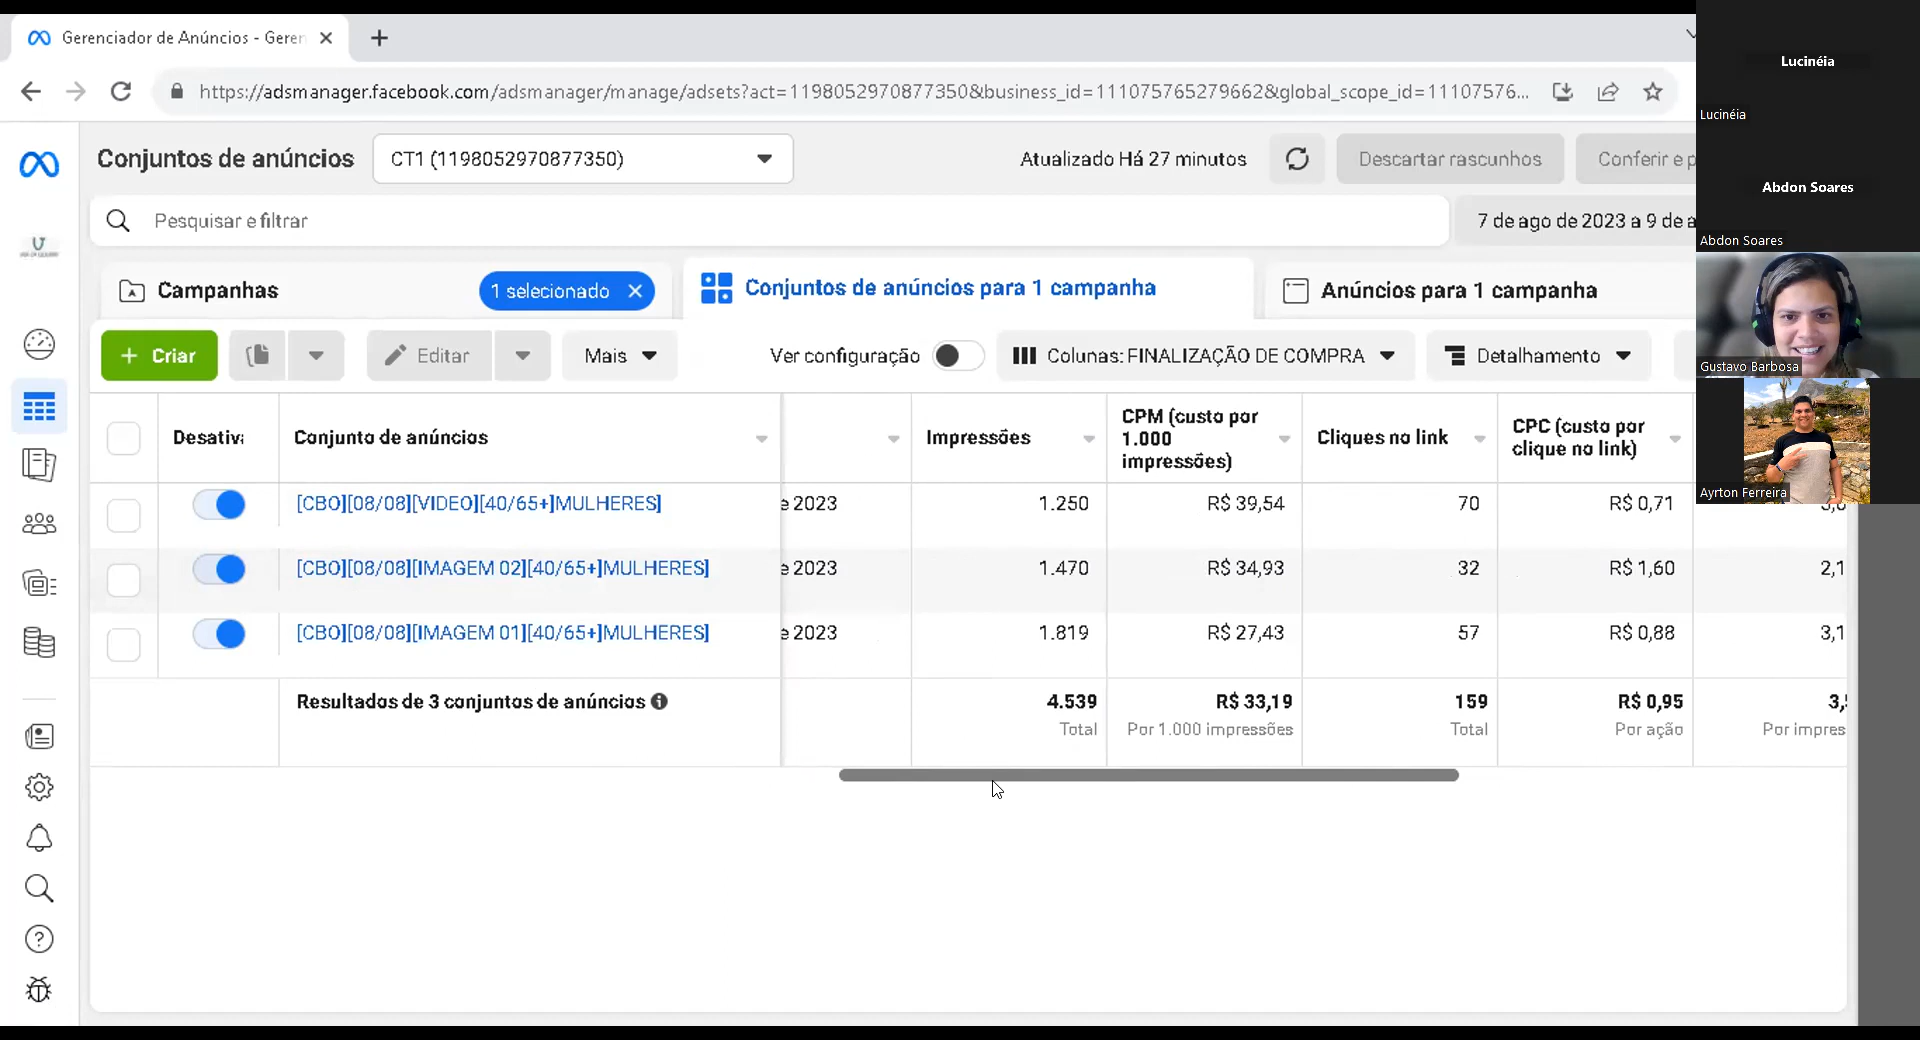 Gerenciador de Anúncios - Geren
https://adsmanager.facebook.com/adsmanager/manage/adsets?act=1198052970877350&business_id=111075765279662&global_scope_id=11107576...
Conjuntos de anúncios
CT1 (1198052970877350)
Atualizado Há 27 minutos
Descartar rascunhos
Conferir e p
Pesquisar e filtrar
7 de ago de 2023 a 9 de a
Campanhas
1 selecionado
Conjuntos de anúncios para 1 campanha
Anúncios para 1 campanha
+ Criar
Editar
Mais
Ver configuração
Colunas: FINALIZAÇÃO DE COMPRA
Detalhamento
Desativ
Conjunto de anúncios
Impressões
CPM (custo por
1.000
impressões)
Cliques no link
CPC (custo por
clique no link)
[CBO][08/08][VIDEO][40/65+]MULHERES]
e 2023
1.250
R$ 39,54
70
R$ 0,71
[CBO][08/08][IMAGEM 02][40/65+]MULHERES]
e 2023
1.470
R$ 34,93
32
R$ 1,60
2,1
[CBO][08/08][IMAGEM 01][40/65+]MULHERES]
e 2023
1.819
R$ 27,43
57
R$ 0,88
3,1
Resultados de 3 conjuntos de anúncios
4.539
R$ 33,19
159
R$ 0,95
Total
Por 1.000 impressões
Total
Por ação
Por impres
Lucinéia
Lucinéia
Abdon Soares
Abdon Soares
Gustavo Barbosa
Ayrton Ferreira